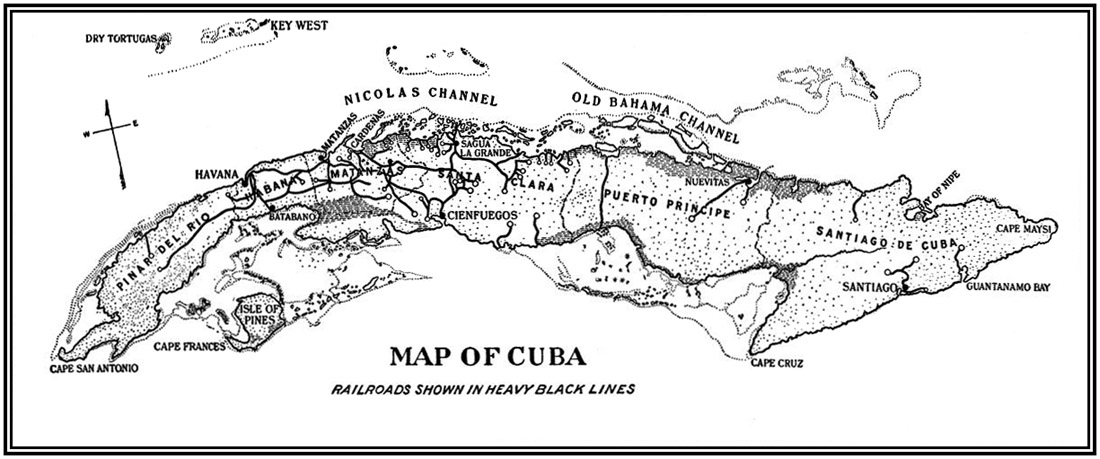 DRY TORTUGAS
KEY WEST
NICOLAS CHANNEL
OLD BAHAMA CHANNEL
W E
MATANZAS
CARDENAS
SAGUA
LA GRANDE
HAVANA
HABANA
MATANZAS
SANTA CLARA
NUEVITAS
PUERTO PRINCIPE
BATABANO
CIENFUEGOS
PINAR DEL RIO
BAY OF NIPE
CAPE MAYSI
SANTIAGO DE CUBA
SANTIAGO
GUANTANAMO BAY
ISLE OF
PINES
CAPE FRANCES
CAPE SAN ANTONIO
CAPE CRUZ
MAP OF CUBA
RAILROADS SHOWN IN HEAVY BLACK LINES